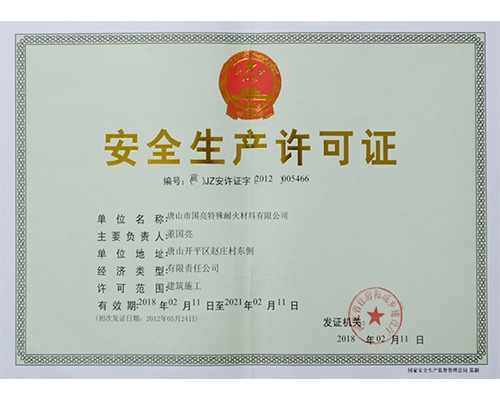 安全生产许可证
编号:(冀)JZ安许证字〔2012〕005466
单位名称:唐山市国亮特殊耐火材料有限公司
主要负责人:董国亮
单位地址:唐山开平区赵庄村东侧
经济类型:有限责任公司
许可范围:建筑施工
有效期:2018年02月11日至2021年02月11日
(初次发证日期:2012年05月24日)
发证机关:
2018年02月11日
国家安全生产监督管理总局 监制